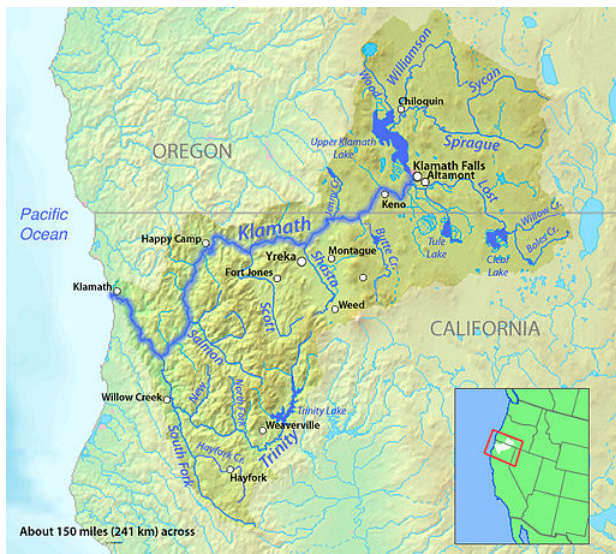 Williamson
Wood
Sycan
Chiloquin
Sprague
Upper Klamath
Lake
OREGON
Klamath Falls
Altamont
Lost
Jenny Cr.
Keno
Willow Cr.
Boles Cr.
Pacific
Ocean
Klamath
Happy Camp
Tule
Lake
Clear
Lake
Butte Cr.
Montague
Yreka
Shasta
Fort Jones
Klamath
Scott
Weed
CALIFORNIA
Salmon
New
North Fork
Willow Creek
Trinity Lake
Weaverville
Trinity
South Fork
Hayfork Cr.
Hayfork
About 150 miles (241 km) across